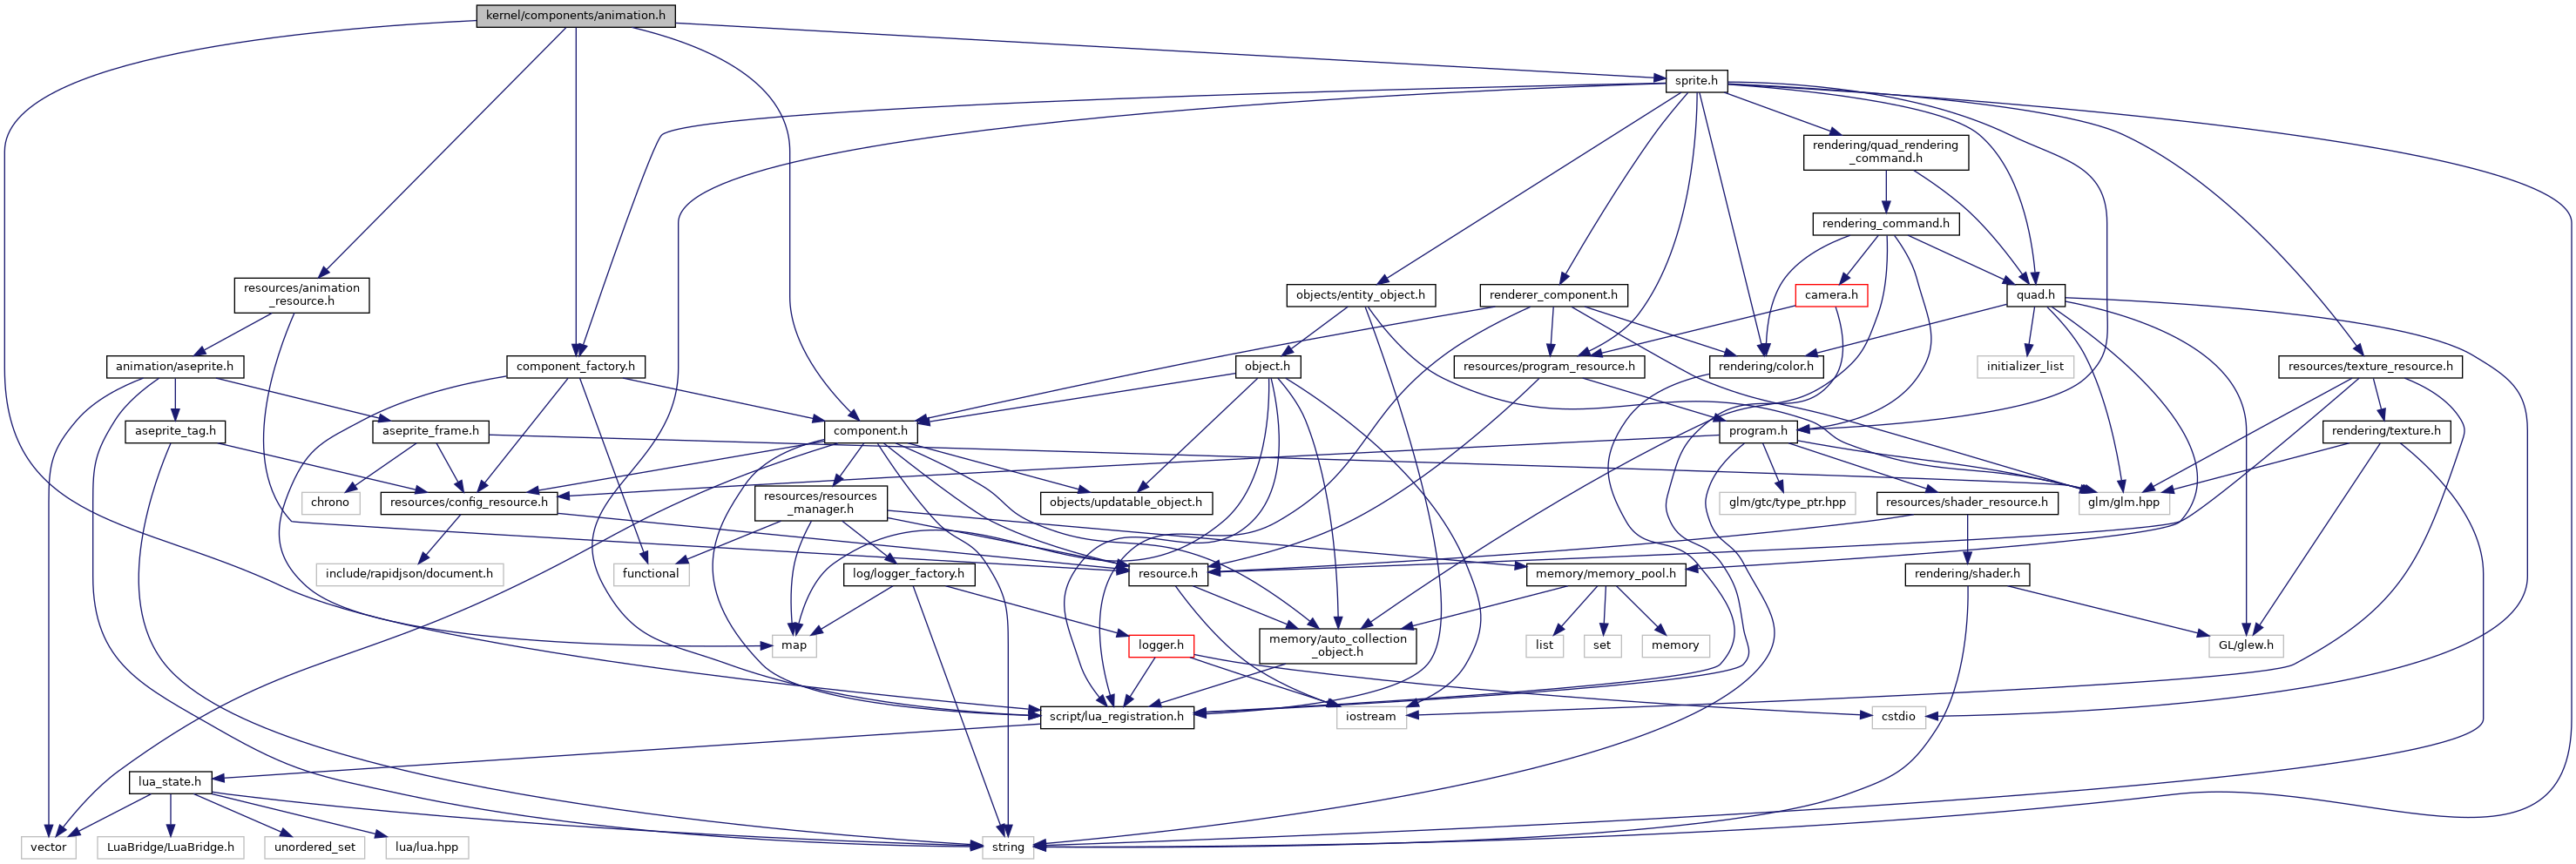 kernel/components/animation.h
sprite.h
rendering/quad_rendering
_command.h
rendering_command.h
resources/animation
_resource.h
objects/entity_object.h
renderer_component.h
camera.h
quad.h
animation/aseprite.h
component_factory.h
object.h
resources/program_resource.h
rendering/color.h
initializer_list
resources/texture_resource.h
aseprite_tag.h
aseprite_frame.h
component.h
program.h
rendering/texture.h
chrono
resources/config_resource.h
resources/resources
_manager.h
objects/updatable_object.h
glm/gtc/type_ptr.hpp
resources/shader_resource.h
glm/glm.hpp
include/rapidjson/document.h
functional
log/logger_factory.h
resource.h
memory/memory_pool.h
rendering/shader.h
map
logger.h
memory/auto_collection
_object.h
list
set
memory
GL/glew.h
script/lua_registration.h
iostream
cstdio
lua_state.h
vector
LuaBridge/LuaBridge.h
unordered_set
lua/lua.hpp
string